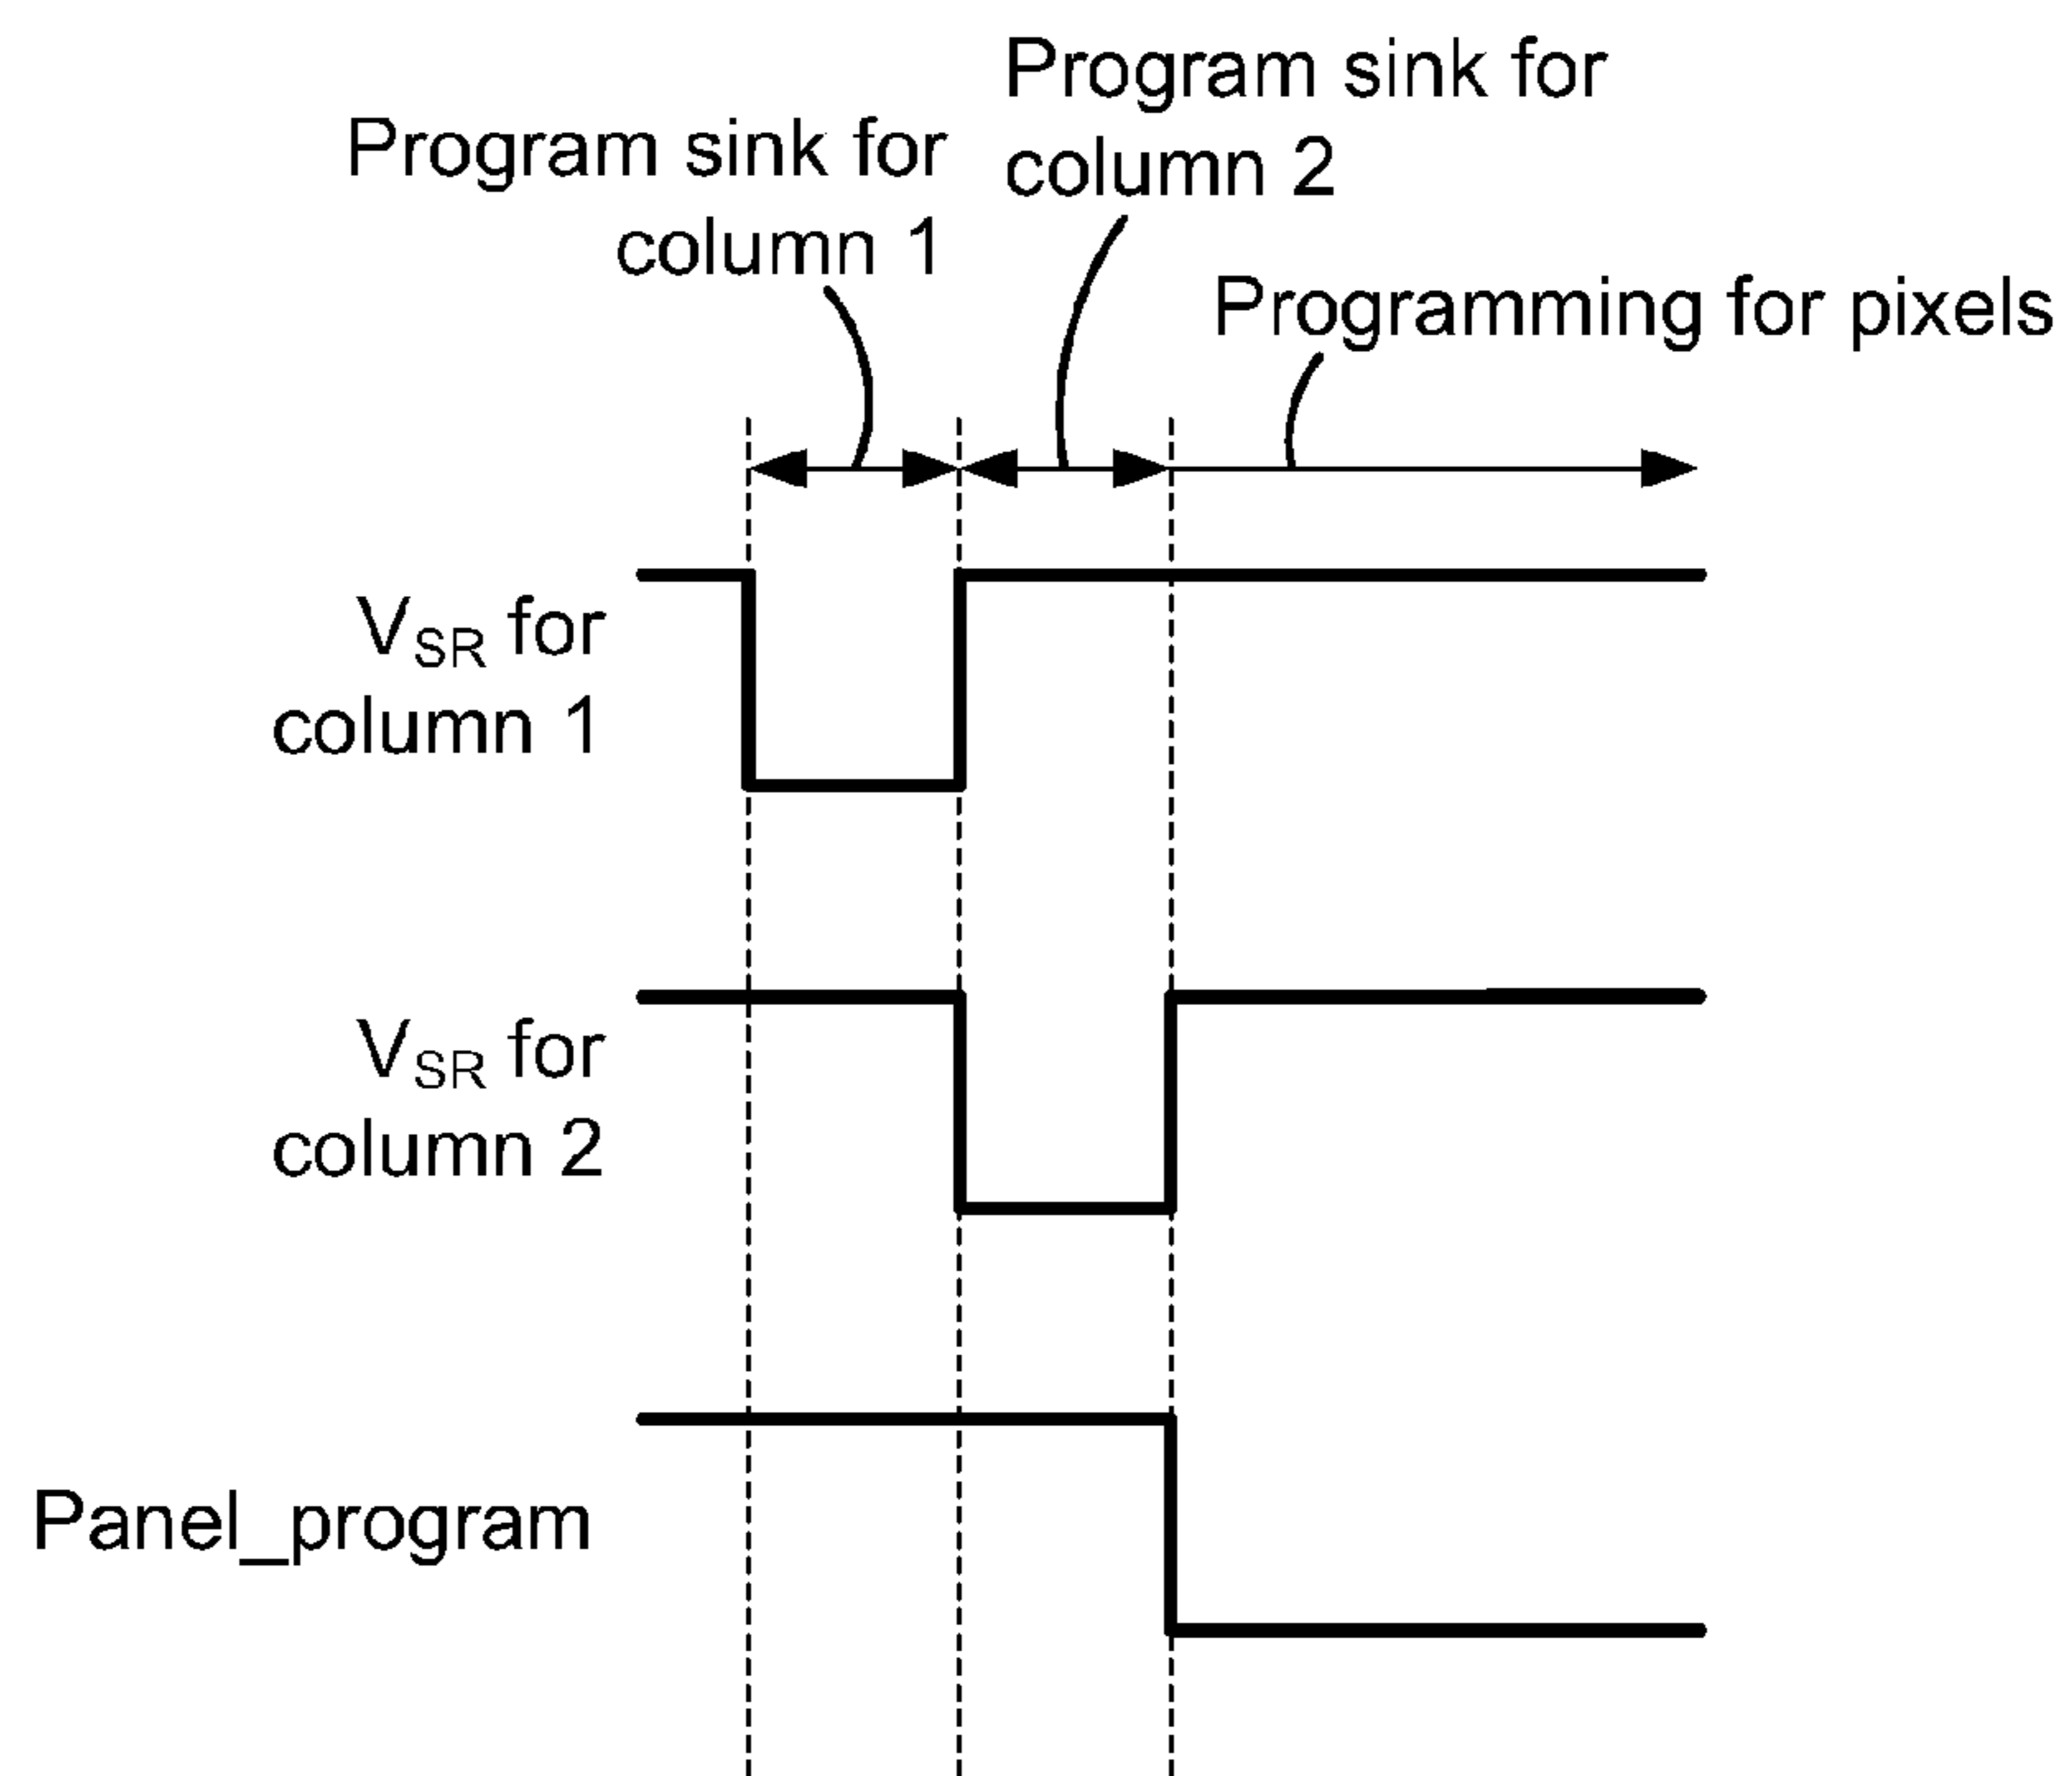 Program sink for
column 1
Program sink for
column 2
Programming for pixels
VSR for
column 1
VSR for
column 2
Panel_program